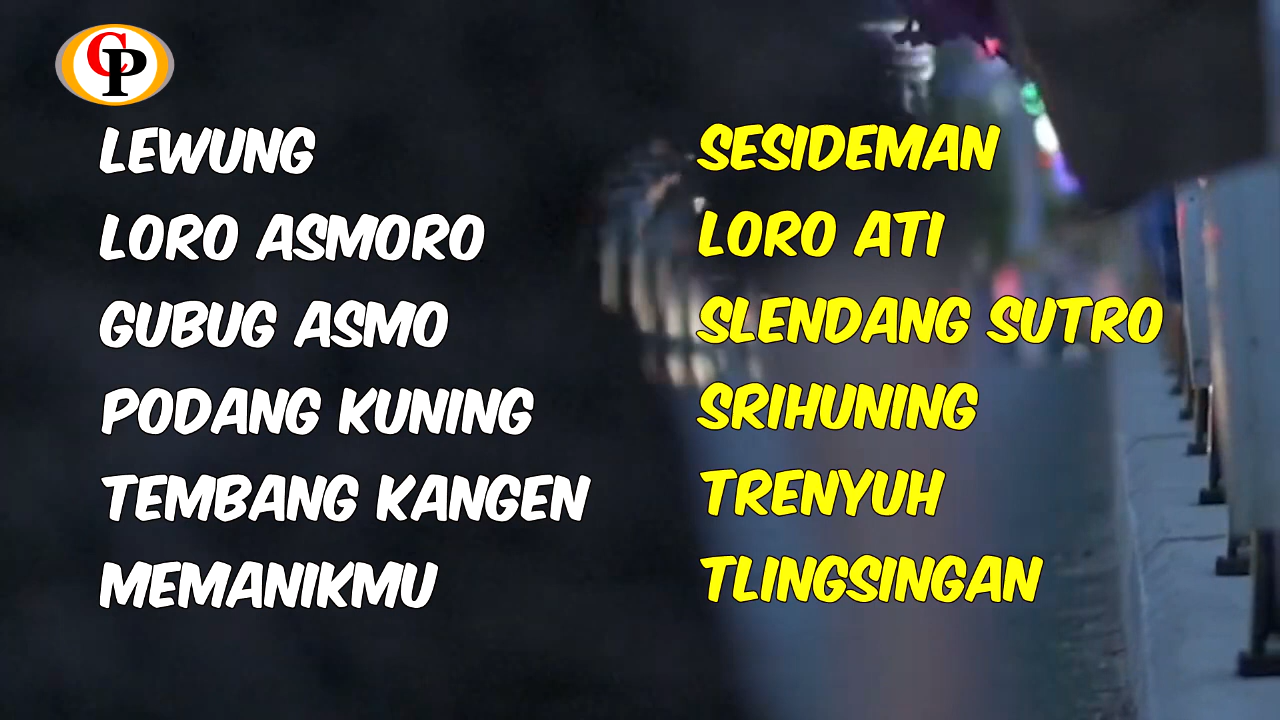 CP
LEWUNG
LORO ASMORO
GUBUG ASMO
PODANG KUNING
TEMBANG KANGEN
MEMANIKMU
SESIDEMAN
LORO ATI
SLENDANG SUTRO
SRIHUNING
TRENYUH
TLINGSINGAN